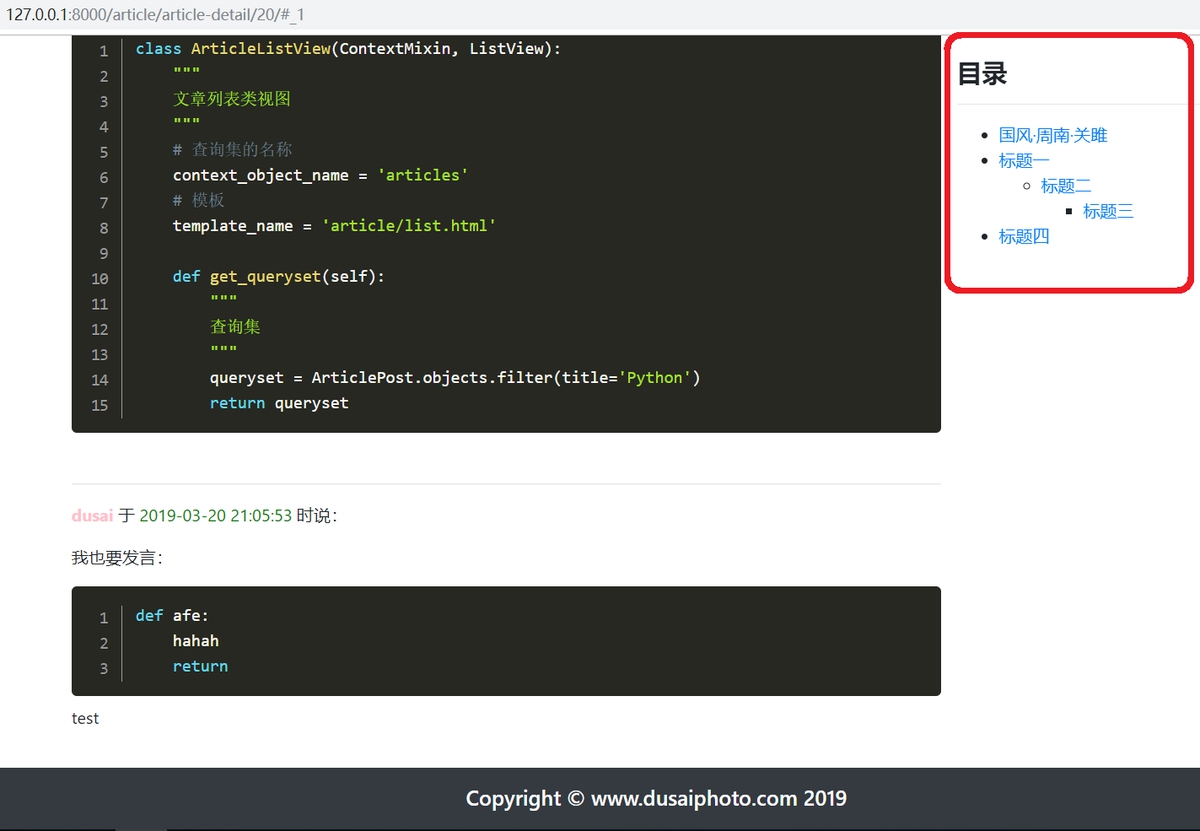 127.0.0.1:8000/article/article-detail/20/#_1
1 class ArticleListView(ContextMixin, ListView):
2 """
3 文章列表类视图
4 """
5 # 查询集的名称
6 context_object_name = 'articles'
7 # 模板
8 template_name = 'article/list.html'
9
10 def get_queryset(self):
11 """
12 查询集
13 """
14 queryset = ArticlePost.objects.filter(title='Python')
15 return queryset
目录
国风·周南·关雎
标题一
标题二
标题三
标题四
dusai 于 2019-03-20 21:05:53 时说：
我也要发言：
1 def afe:
2 hahah
3 return
test
Copyright © www.dusaiphoto.com 2019